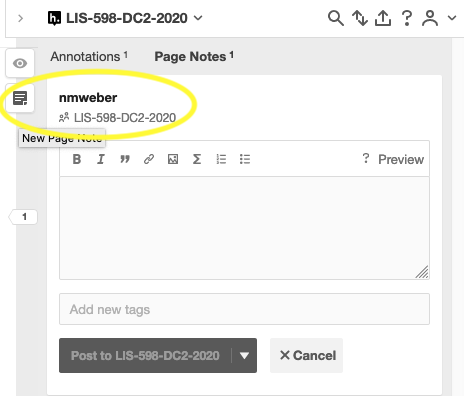 h. LIS-598-DC2-2020
?
Annotations 1 Page Notes 1
nmweber
LIS-598-DC2-2020
New Page Note
B I ” Σ ? Preview
1
Add new tags
Post to LIS-598-DC2-2020 × Cancel